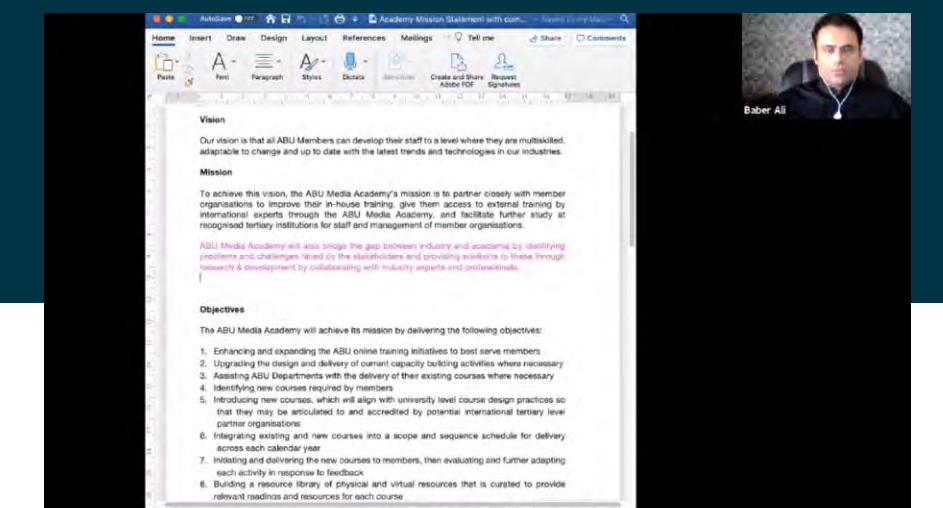 AutoSave OFF Academy Mission Statement with com... — Saved to my Mac
Home Insert Draw Design Layout References Mailings Tell me Share Comments
Paste Font Paragraph Styles Dictate Create and Share Adobe PDF Request Signatures
Baber Ali
Vision
Our vision is that all ABU Members can develop their staff to a level where they are multiskilled,
adaptable to change and up to date with the latest trends and technologies in our industries.
Mission
To achieve this vision, the ABU Media Academy's mission is to partner closely with member
organisations to improve their in-house training, give them access to external training by
international experts through the ABU Media Academy, and facilitate further study at
recognised tertiary institutions for staff and management of member organisations.
ABU Media Academy will also bridge the gap between industry and academia by identifying
problems and challenges faced by the stakeholders and providing solutions to these through
research & development by collaborating with industry experts and professionals.
Objectives
The ABU Media Academy will achieve its mission by delivering the following objectives:
1. Enhancing and expanding the ABU online training initiatives to best serve members
2. Upgrading the design and delivery of current capacity building activities where necessary
3. Assisting ABU Departments with the delivery of their existing courses where necessary
4. Identifying new courses required by members
5. Introducing new courses, which will align with university level course design practices so
that they may be articulated to and accredited by potential international tertiary level
partner organisations
6. Integrating existing and new courses into a scope and sequence schedule for delivery
across each calendar year
7. Initiating and delivering the new courses to members, then evaluating and further adapting
each activity in response to feedback
8. Building a resource library of physical and virtual resources that is curated to provide
relevant readings and resources for each course